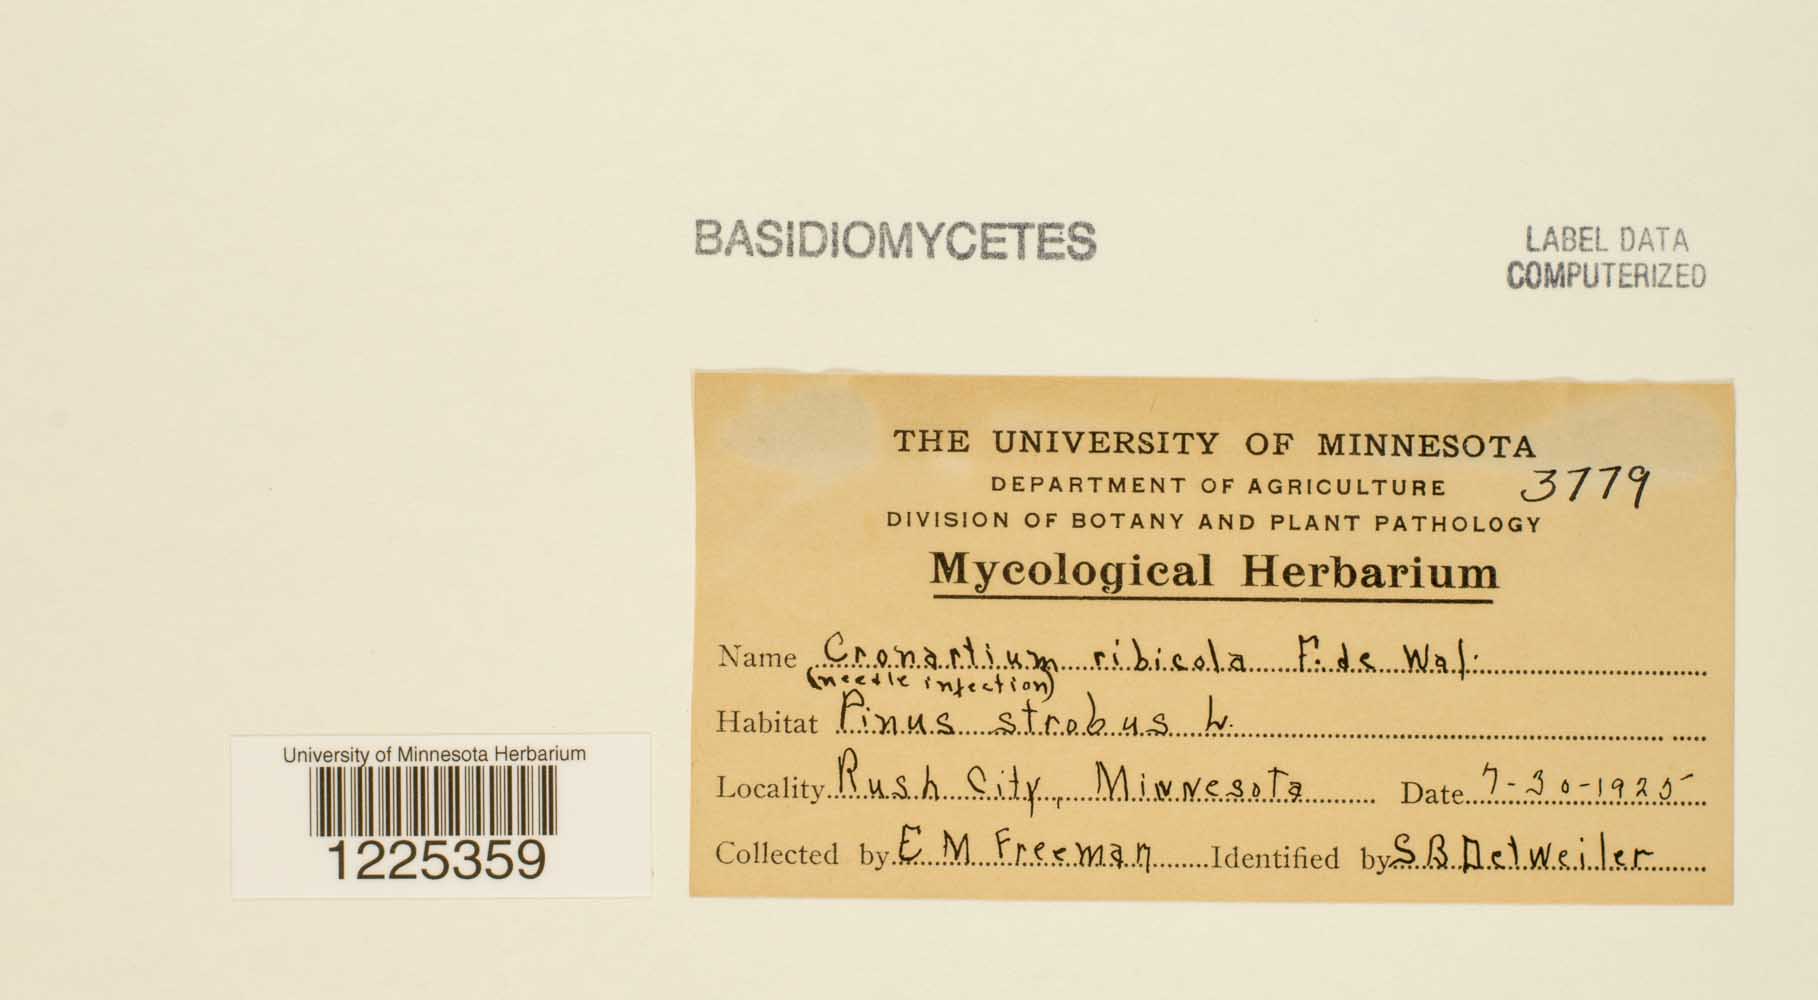 BASIDIOMYCETES
LABEL DATA
COMPUTERIZED
THE UNIVERSITY OF MINNESOTA
DEPARTMENT OF AGRICULTURE 3779
DIVISION OF BOTANY AND PLANT PATHOLOGY
Mycological Herbarium
Name Cronartium ribicola F. de Wal.
(needle infection)
Habitat Pinus strobus L.
Locality Rush City, Minnesota Date 7-30-1925
Collected by E M Freeman Identified by S B Detweiler
University of Minnesota Herbarium
1225359